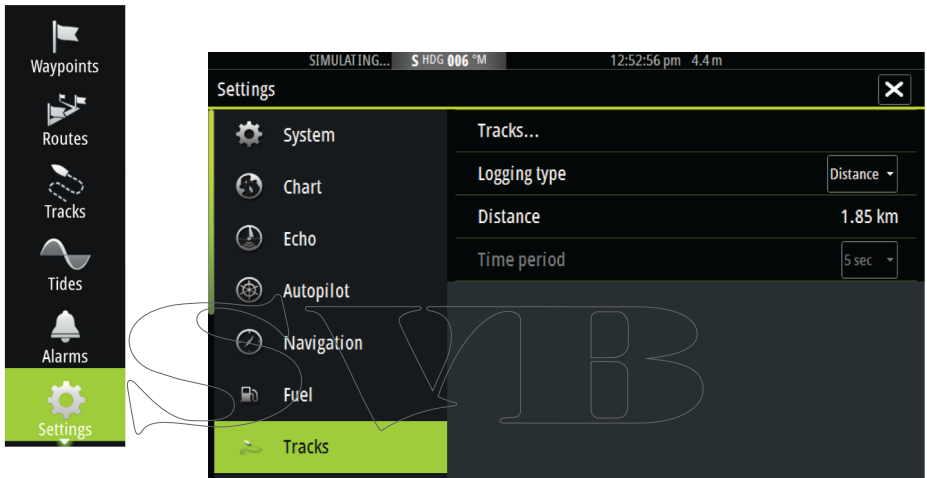 Waypoints
Routes
Tracks
Tides
Alarms
Settings
SIMULATING... S HDG 006 °M 12:52:56 pm 4.4 m
Settings
System
Chart
Echo
Autopilot
Navigation
Fuel
Tracks
Tracks...
Logging type Distance
Distance 1.85 km
Time period 5 sec
SVB